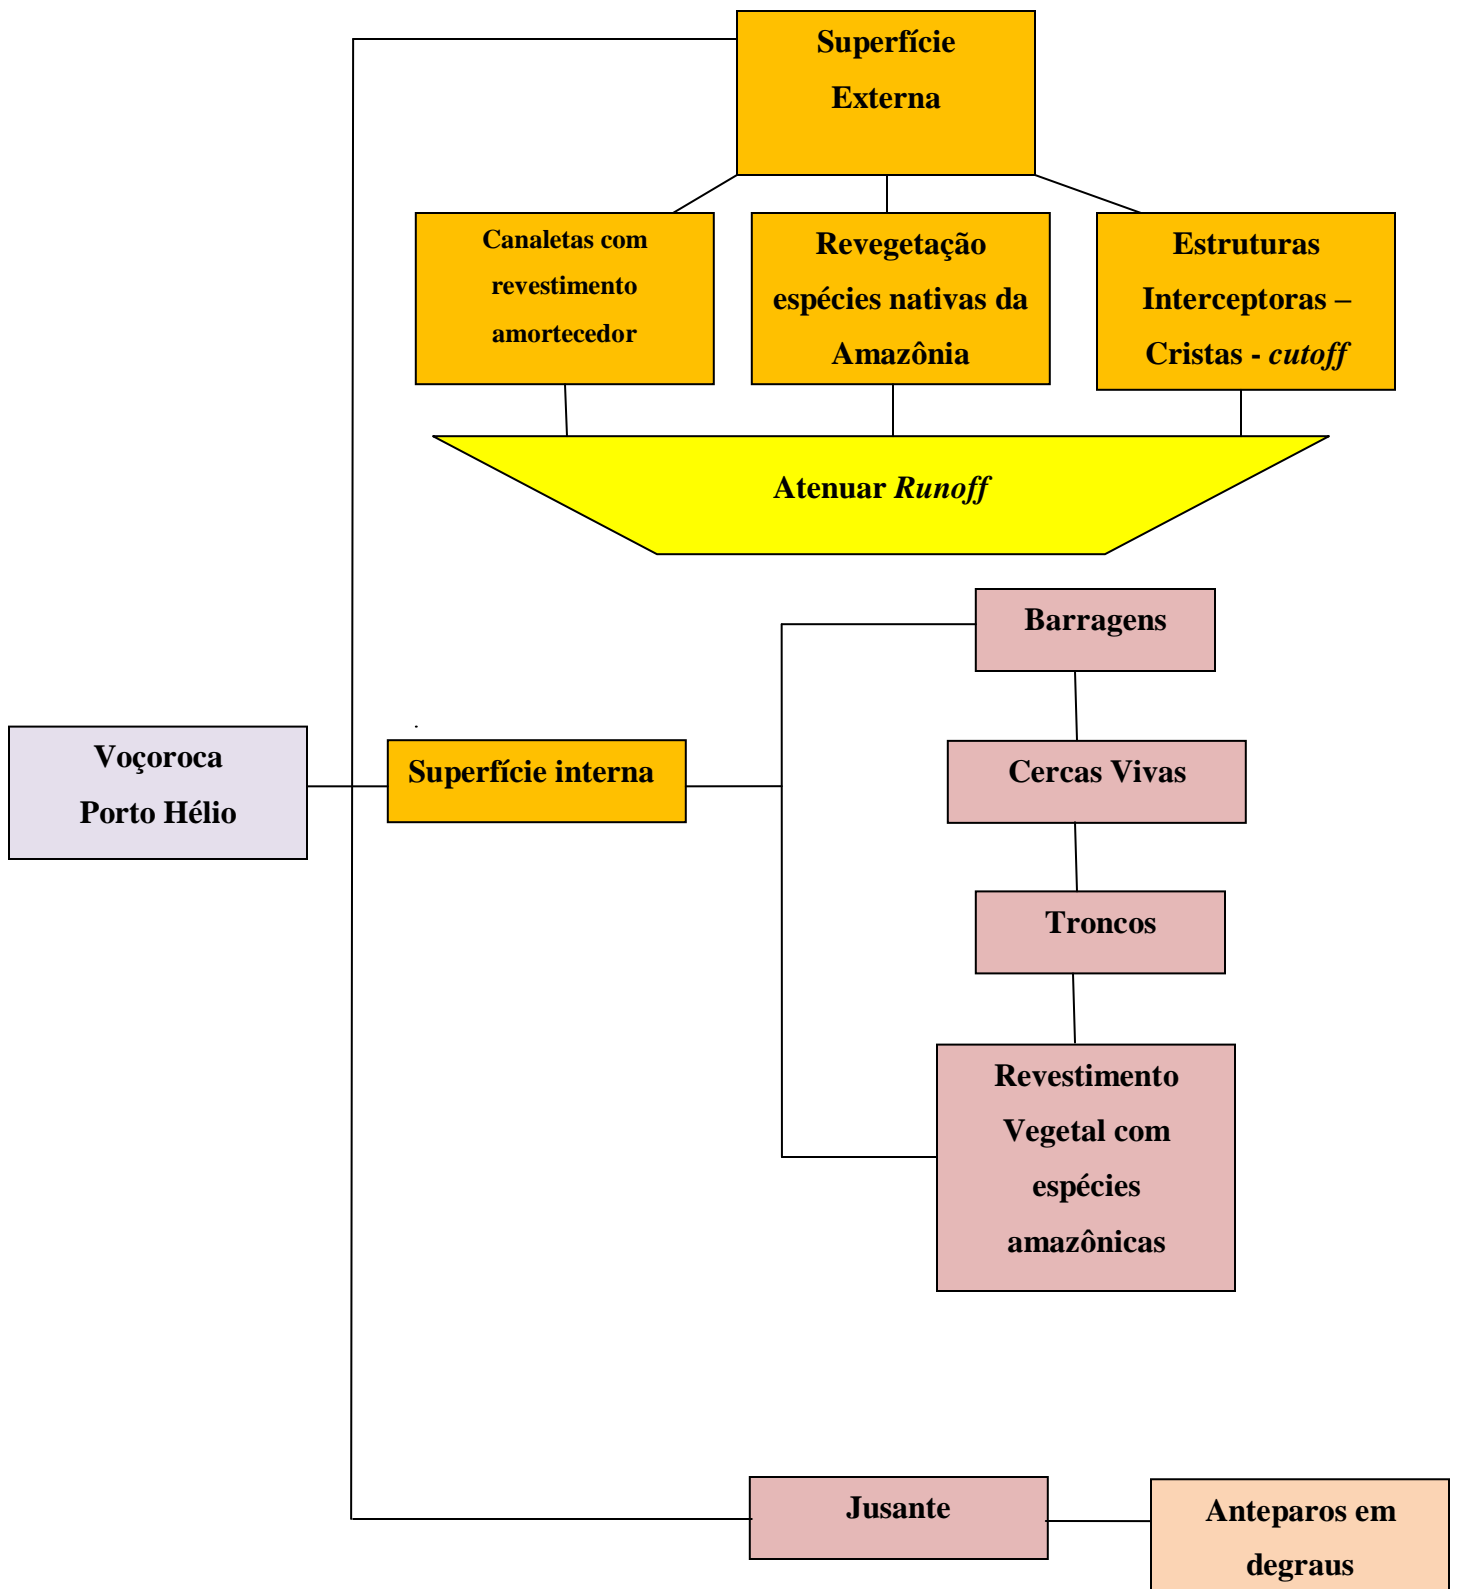 Superfície
Externa
Canaletas com
revestimento
amortecedor
Revegetação
espécies nativas da
Amazônia
Estruturas
Interceptoras –
Cristas - cutoff
Atenuar Runoff
Barragens
Voçoroca
Porto Hélio
Superfície interna
Cercas Vivas
Troncos
Revestimento
Vegetal com
espécies
amazônicas
Jusante
Anteparos em
degraus